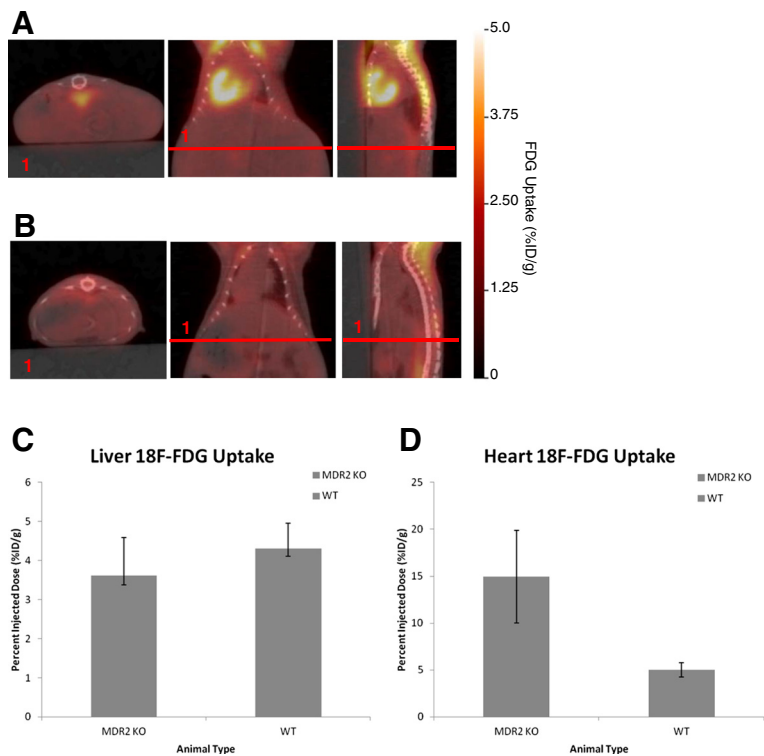 A
1
1
5.0
3.75
2.50
1.25
0
FDG Uptake (%ID/g)
B
1
1
1
C
Liver 18F-FDG Uptake
MDR2 KO
WT
Percent Injected Dose (%ID/g)
6
5
4
3
2
1
0
MDR2 KO
WT
Animal Type
D
Heart 18F-FDG Uptake
MDR2 KO
WT
Percent Injected Dose (%ID/g)
25
20
15
10
5
0
MDR2 KO
WT
Animal Type